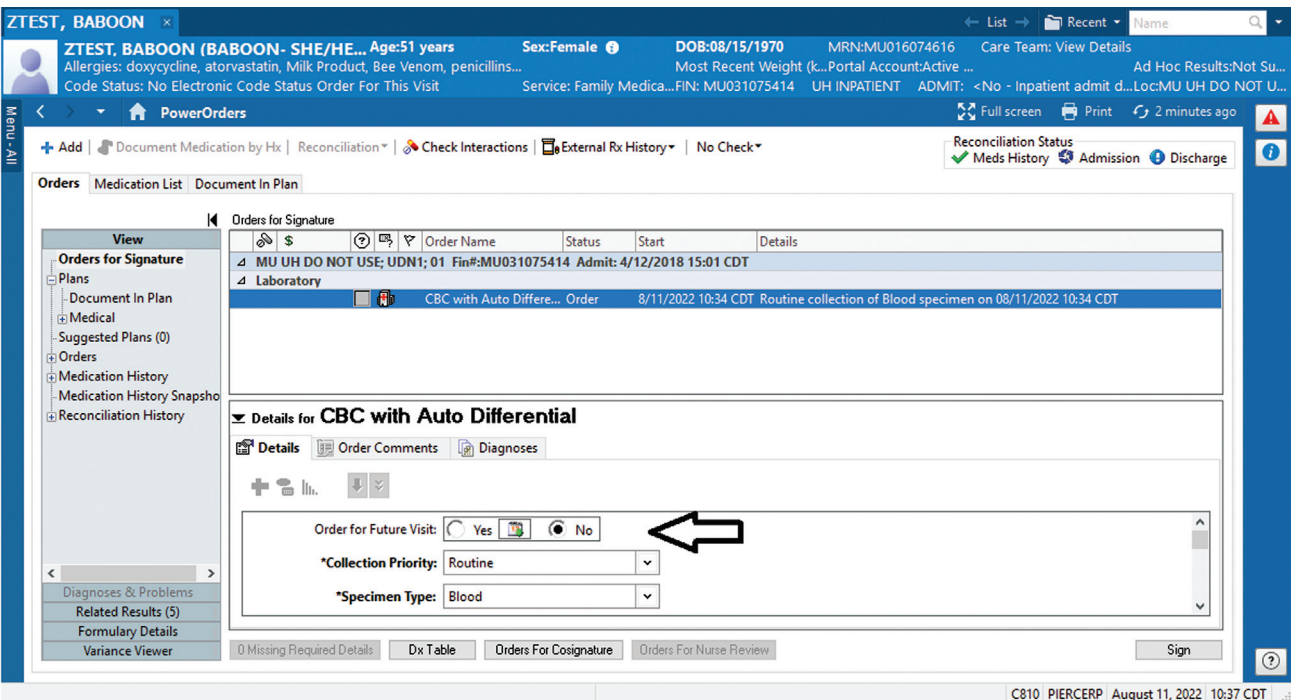 ZTEST, BABOON × List Recent Name
ZTEST, BABOON (BABOON- SHE/HE... Age:51 years Sex:Female DOB:08/15/1970 MRN:MU016074616 Care Team: View Details
Allergies: doxycycline, atorvastatin, Milk Product, Bee Venom, penicillins... Most Recent Weight (k...Portal Account:Active ... Ad Hoc Results:Not Su...
Code Status: No Electronic Code Status Order For This Visit Service: Family Medica...FIN: MU031075414 UH INPATIENT ADMIT: <No - Inpatient admit d...Loc:MU UH DO NOT U...
Menu - All
PowerOrders Full screen Print 2 minutes ago
Add | Document Medication by Hx | Reconciliation | Check Interactions | External Rx History | No Check
Reconciliation Status
Meds History Admission Discharge
Orders Medication List Document In Plan
Orders for Signature
View
Orders for Signature
Plans
Document In Plan
Medical
Suggested Plans (0)
Orders
Medication History
Medication History Snapsho
Reconciliation History
Diagnoses & Problems
Related Results (5)
Formulary Details
Variance Viewer
$ Order Name Status Start Details
MU UH DO NOT USE; UDN1; 01 Fin#:MU031075414 Admit: 4/12/2018 15:01 CDT
Laboratory
CBC with Auto Differe... Order 8/11/2022 10:34 CDT Routine collection of Blood specimen on 08/11/2022 10:34 CDT
Details for CBC with Auto Differential
Details Order Comments Diagnoses
Order for Future Visit: Yes No
*Collection Priority: Routine
*Specimen Type: Blood
0 Missing Required Details Dx Table Orders For Cosignature Orders For Nurse Review Sign
C810 PIERCERP August 11, 2022 10:37 CDT